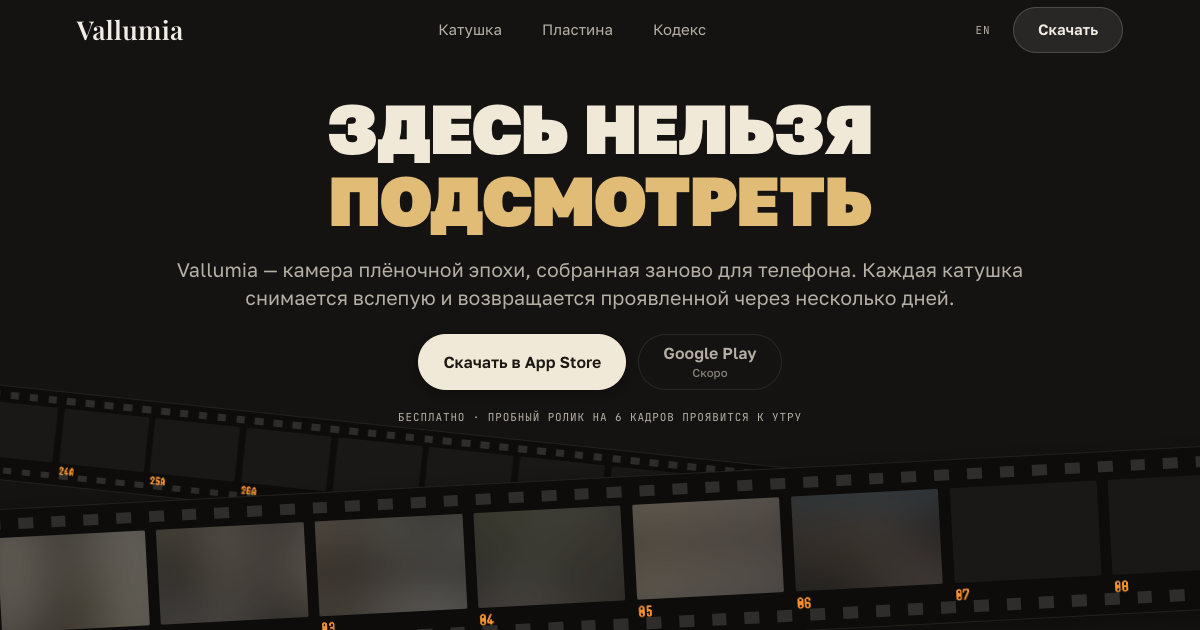 Vallumia
Катушка
Пластина
Кодекс
EN
Скачать
ЗДЕСЬ НЕЛЬЗЯ
ПОДСМОТРЕТЬ
Vallumia — камера плёночной эпохи, собранная заново для телефона. Каждая катушка
снимается вслепую и возвращается проявленной через несколько дней.
Скачать в App Store
Google Play
Скоро
БЕСПЛАТНО · ПРОБНЫЙ РОЛИК НА 6 КАДРОВ ПРОЯВИТСЯ К УТРУ
24A
25A
26A
03
04
05
06
07
08